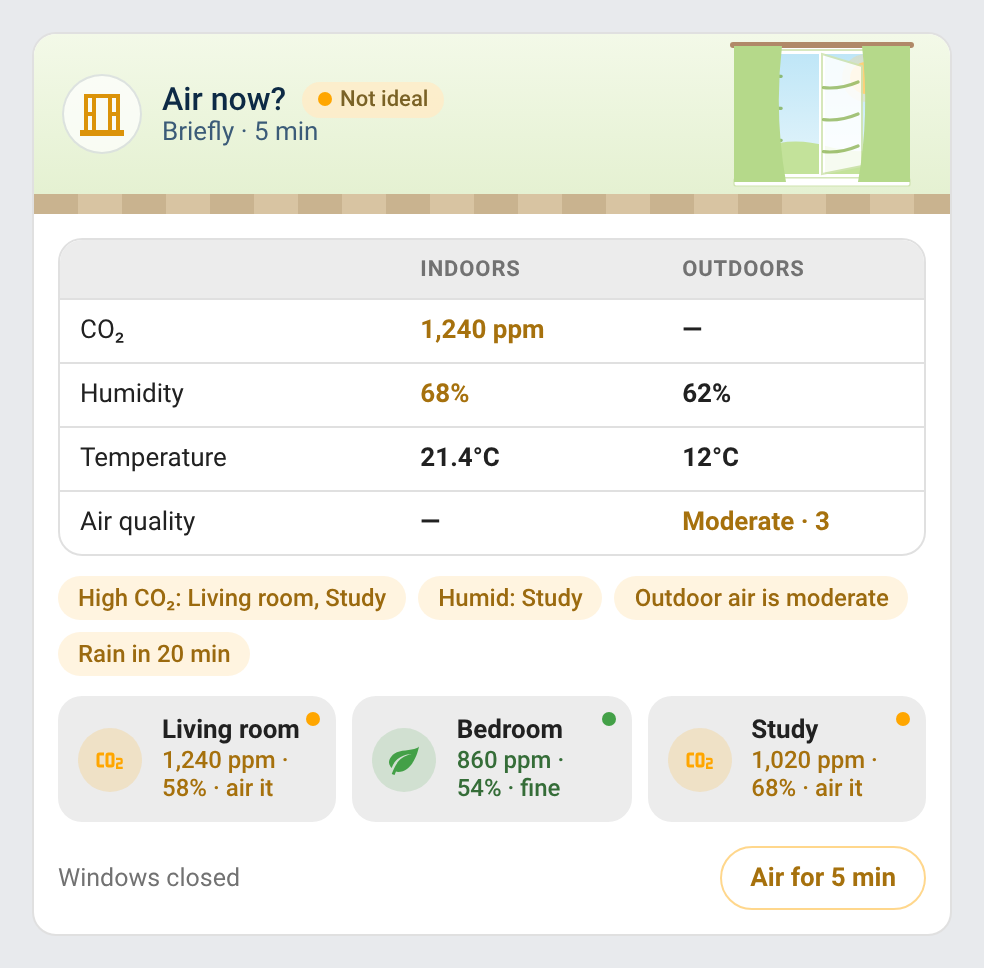 Air now? Not ideal
Briefly · 5 min
INDOORS OUTDOORS
CO₂ 1,240 ppm –
Humidity 68% 62%
Temperature 21.4°C 12°C
Air quality – Moderate · 3
High CO₂: Living room, Study Humid: Study Outdoor air is moderate
Rain in 20 min
CO₂ Living room
1,240 ppm ·
58% · air it
Bedroom
860 ppm ·
54% · fine
CO₂ Study
1,020 ppm ·
68% · air it
Windows closed Air for 5 min